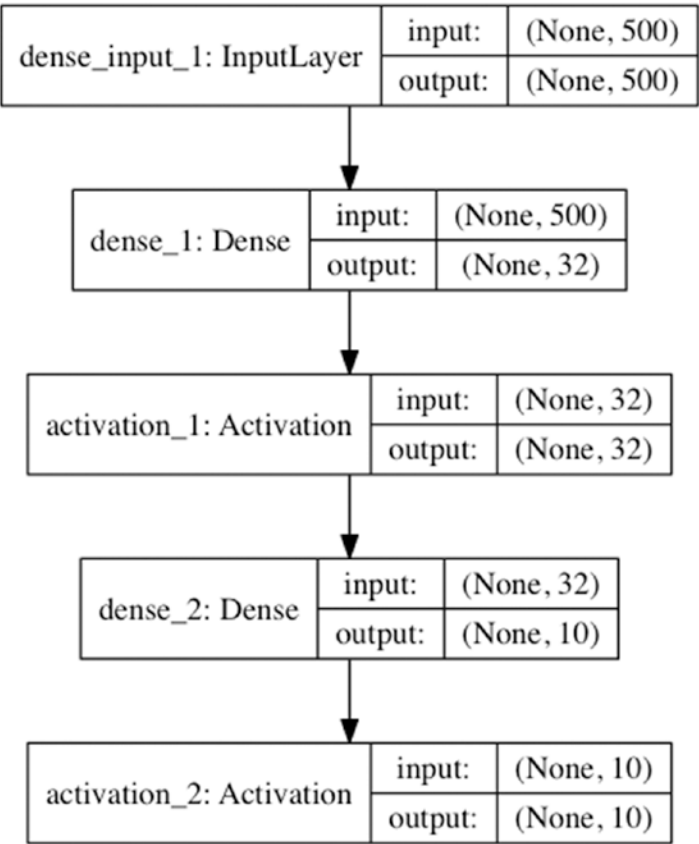 dense_input_1: InputLayer
input:
(None, 500)
output:
(None, 500)
dense_1: Dense
input:
(None, 500)
output:
(None, 32)
activation_1: Activation
input:
(None, 32)
output:
(None, 32)
dense_2: Dense
input:
(None, 32)
output:
(None, 10)
activation_2: Activation
input:
(None, 10)
output:
(None, 10)